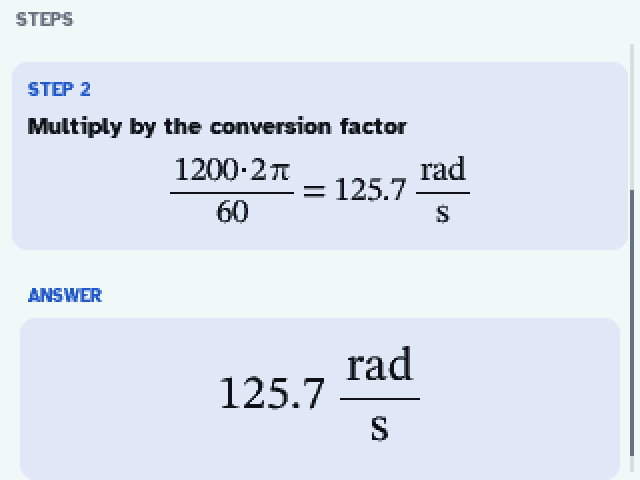 STEPS
STEP 2
Multiply by the conversion factor
1200·2π
60
= 125.7
rad
s
ANSWER
125.7
rad
s